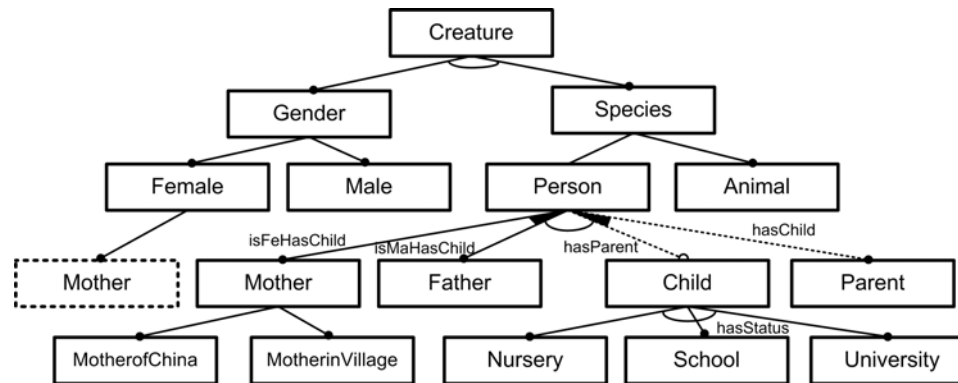 Creature
Gender
Species
Female
Male
Person
Animal
isFeHasChild
isMaHasChild
hasParent
hasChild
Mother
Mother
Father
Child
Parent
hasStatus
MotherofChina
MotherinVillage
Nursery
School
University